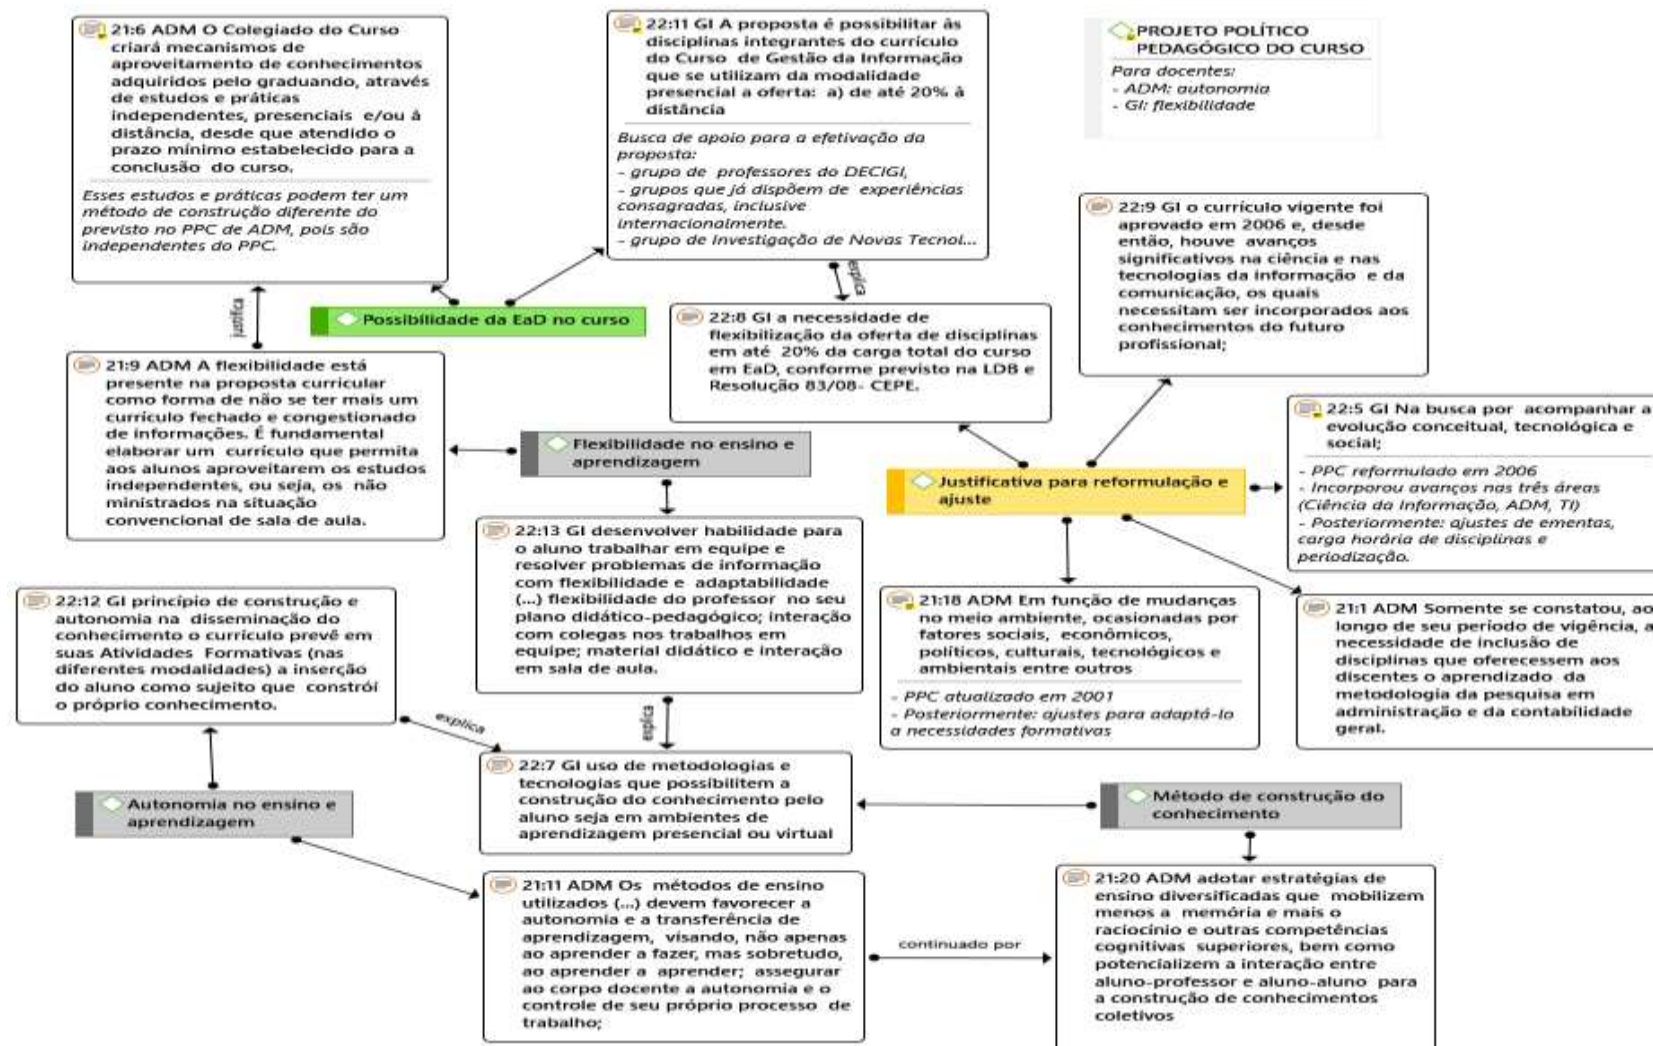 21:6 ADM O Colegiado do Curso
criará mecanismos de
aproveitamento de conhecimentos
adquiridos pelo graduando, através
de estudos e práticas
independentes, presenciais e/ou à
distância, desde que atendido o
prazo mínimo estabelecido para a
conclusão do curso.
Esses estudos e práticas podem ter um
método de construção diferente do
previsto no PPC de ADM, pois são
independentes do PPC.
22:11 GI A proposta é possibilitar às
disciplinas integrantes do currículo
do Curso de Gestão da Informação
que se utilizam da modalidade
presencial a oferta: a) de até 20% à
distância
Busca de apoio para a efetivação da
proposta:
- grupo de professores do DECIGI,
- grupos que já dispõem de experiências
consagradas, inclusive
internacionalmente.
- grupo de Investigação de Novas Tecnol...
PROJETO POLÍTICO
PEDAGÓGICO DO CURSO
Para docentes:
- ADM: autonomia
- GI: flexibilidade
22:9 GI o currículo vigente foi
aprovado em 2006 e, desde
então, houve avanços
significativos na ciência e nas
tecnologias da informação e da
comunicação, os quais
necessitam ser incorporados aos
conhecimentos do futuro
profissional;
justifica
Possibilidade da EaD no curso
explica
22:8 GI a necessidade de
flexibilização da oferta de disciplinas
em até 20% da carga total do curso
em EaD, conforme previsto na LDB e
Resolução 83/08- CEPE.
21:9 ADM A flexibilidade está
presente na proposta curricular
como forma de não se ter mais um
currículo fechado e congestionado
de informações. É fundamental
elaborar um currículo que permita
aos alunos aproveitarem os estudos
independentes, ou seja, os não
ministrados na situação
convencional de sala de aula.
Flexibilidade no ensino e
aprendizagem
Justificativa para reformulação e
ajuste
22:5 GI Na busca por acompanhar a
evolução conceitual, tecnológica e
social;
- PPC reformulado em 2006
- Incorporou avanços nas três áreas
(Ciência da Informação, ADM, TI)
- Posteriormente: ajustes de ementas,
carga horária de disciplinas e
periodização.
22:13 GI desenvolver habilidade para
o aluno trabalhar em equipe e
resolver problemas de informação
com flexibilidade e adaptabilidade
(...) flexibilidade do professor no seu
plano didático-pedagógico; interação
com colegas nos trabalhos em
equipe; material didático e interação
em sala de aula.
22:12 GI princípio de construção e
autonomia na disseminação do
conhecimento o currículo prevê em
suas Atividades Formativas (nas
diferentes modalidades) a inserção
do aluno como sujeito que constrói
o próprio conhecimento.
21:18 ADM Em função de mudanças
no meio ambiente, ocasionadas por
fatores sociais, econômicos,
políticos, culturais, tecnológicos e
ambientais entre outros
- PPC atualizado em 2001
- Posteriormente: ajustes para adaptá-lo
a necessidades formativas
21:1 ADM Somente se constatou, ao
longo de seu período de vigência, a
necessidade de inclusão de
disciplinas que oferecessem aos
discentes o aprendizado da
metodologia da pesquisa em
administração e da contabilidade
geral.
explica
explica
22:7 GI uso de metodologias e
tecnologias que possibilitem a
construção do conhecimento pelo
aluno seja em ambientes de
aprendizagem presencial ou virtual
Autonomia no ensino e
aprendizagem
Método de construção do
conhecimento
21:11 ADM Os métodos de ensino
utilizados (...) devem favorecer a
autonomia e a transferência de
aprendizagem, visando, não apenas
ao aprender a fazer, mas sobretudo,
ao aprender a aprender; assegurar
ao corpo docente a autonomia e o
controle de seu próprio processo de
trabalho;
continuado por
21:20 ADM adotar estratégias de
ensino diversificadas que mobilizem
menos a memória e mais o
raciocínio e outras competências
cognitivas superiores, bem como
potencializem a interação entre
aluno-professor e aluno-aluno para
a construção de conhecimentos
coletivos